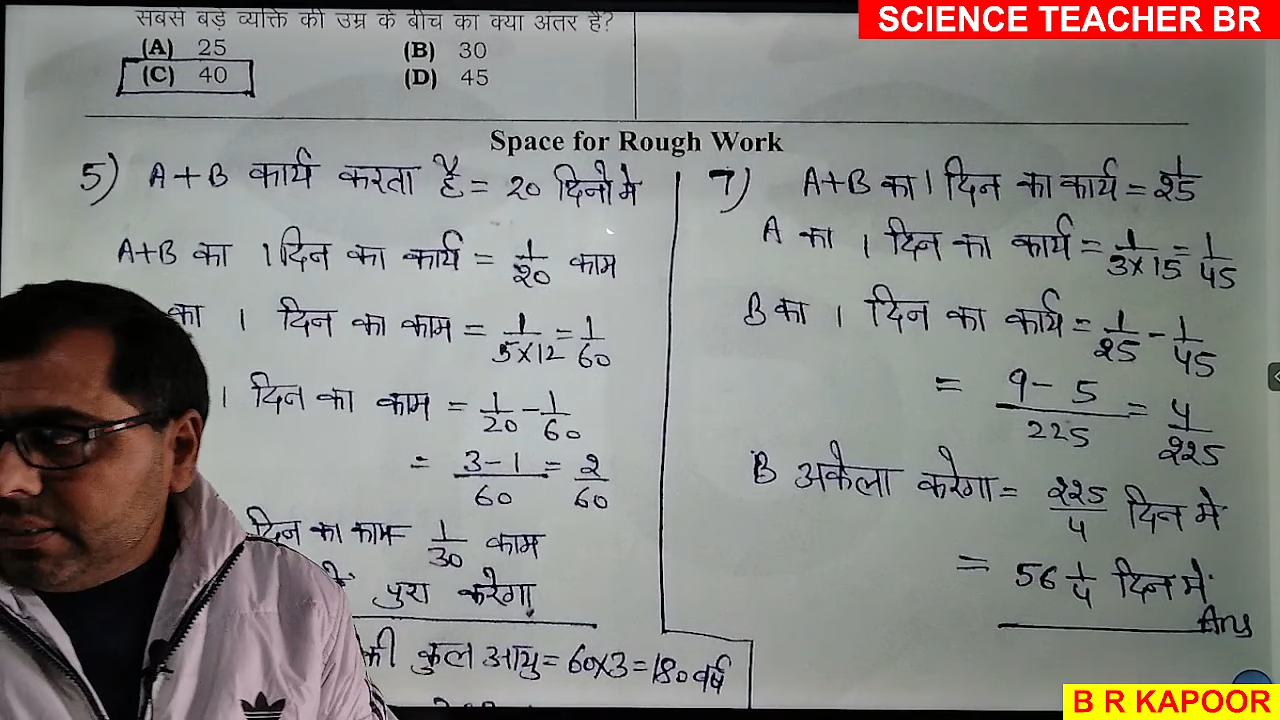 SCIENCE TEACHER BR
सबसे बड़े व्यक्ति की उम्र के बीच का क्या अंतर है?
(A) 25 (B) 30
(C) 40 (D) 45
Space for Rough Work
5) A+B कार्य करता है = 20 दिनो मे
A+B का 1 दिन का कार्य = 1/20 काम
का 1 दिन का काम = 1/5×12 = 1/60
1 दिन का काम = 1/20 - 1/60
= 3-1/60 = 2/60
दिन का काम = 1/30 काम
पुरा करेगा
की कुल आयु = 60×3 = 180 वर्ष
7) A+B का 1 दिन का कार्य = 1/25
A का 1 दिन का कार्य = 1/3×15 = 1/45
B का 1 दिन का कार्य = 1/25 - 1/45
= 9-5/225 = 4/225
B अकेला करेगा = 225/4 दिन मे
= 56 1/4 दिन मे
Ans
B R KAPOOR